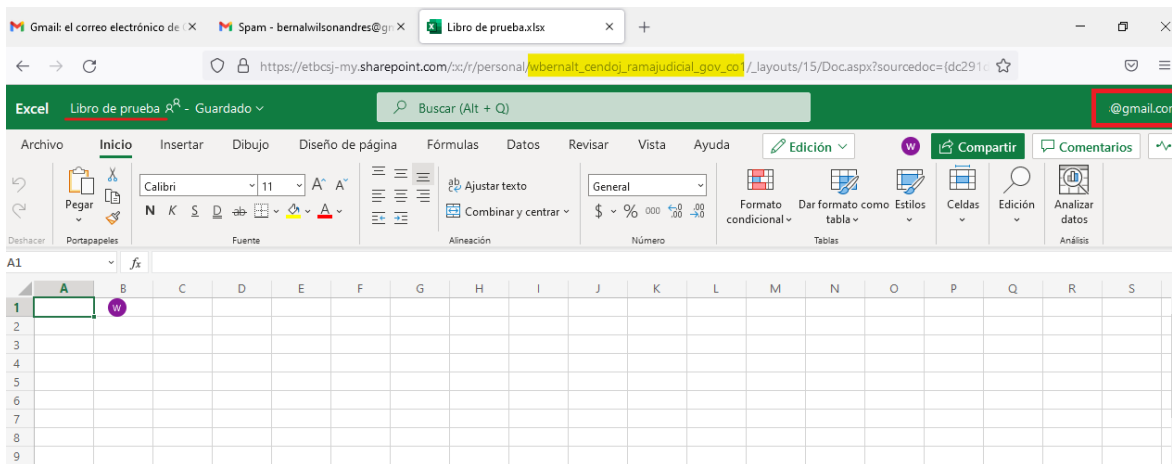 Gmail: el correo electrónico de
Spam - bernalwilsonandres@gm
Libro de prueba.xlsx
https://etbcsj-my.sharepoint.com/:x:/r/personal/wbernalt_cendoj_ramajudicial_gov_co1/_layouts/15/Doc.aspx?sourcedoc={dc291
Excel Libro de prueba - Guardado
Buscar (Alt + Q)
@gmail.com
Archivo Inicio Insertar Dibujo Diseño de página Fórmulas Datos Revisar Vista Ayuda Edición W Compartir Comentarios
Pegar
Calibri 11 A A
N K S D ab A
Ajustar texto
Combinar y centrar
General
$ % 000
Formato condicional
Dar formato como tabla
Estilos
Celdas
Edición
Analizar datos
Deshacer Portapapeles Fuente Alineación Número Tablas Análisis
A1 fx
A B C D E F G H I J K L M N O P Q R S
1 W
2
3
4
5
6
7
8
9